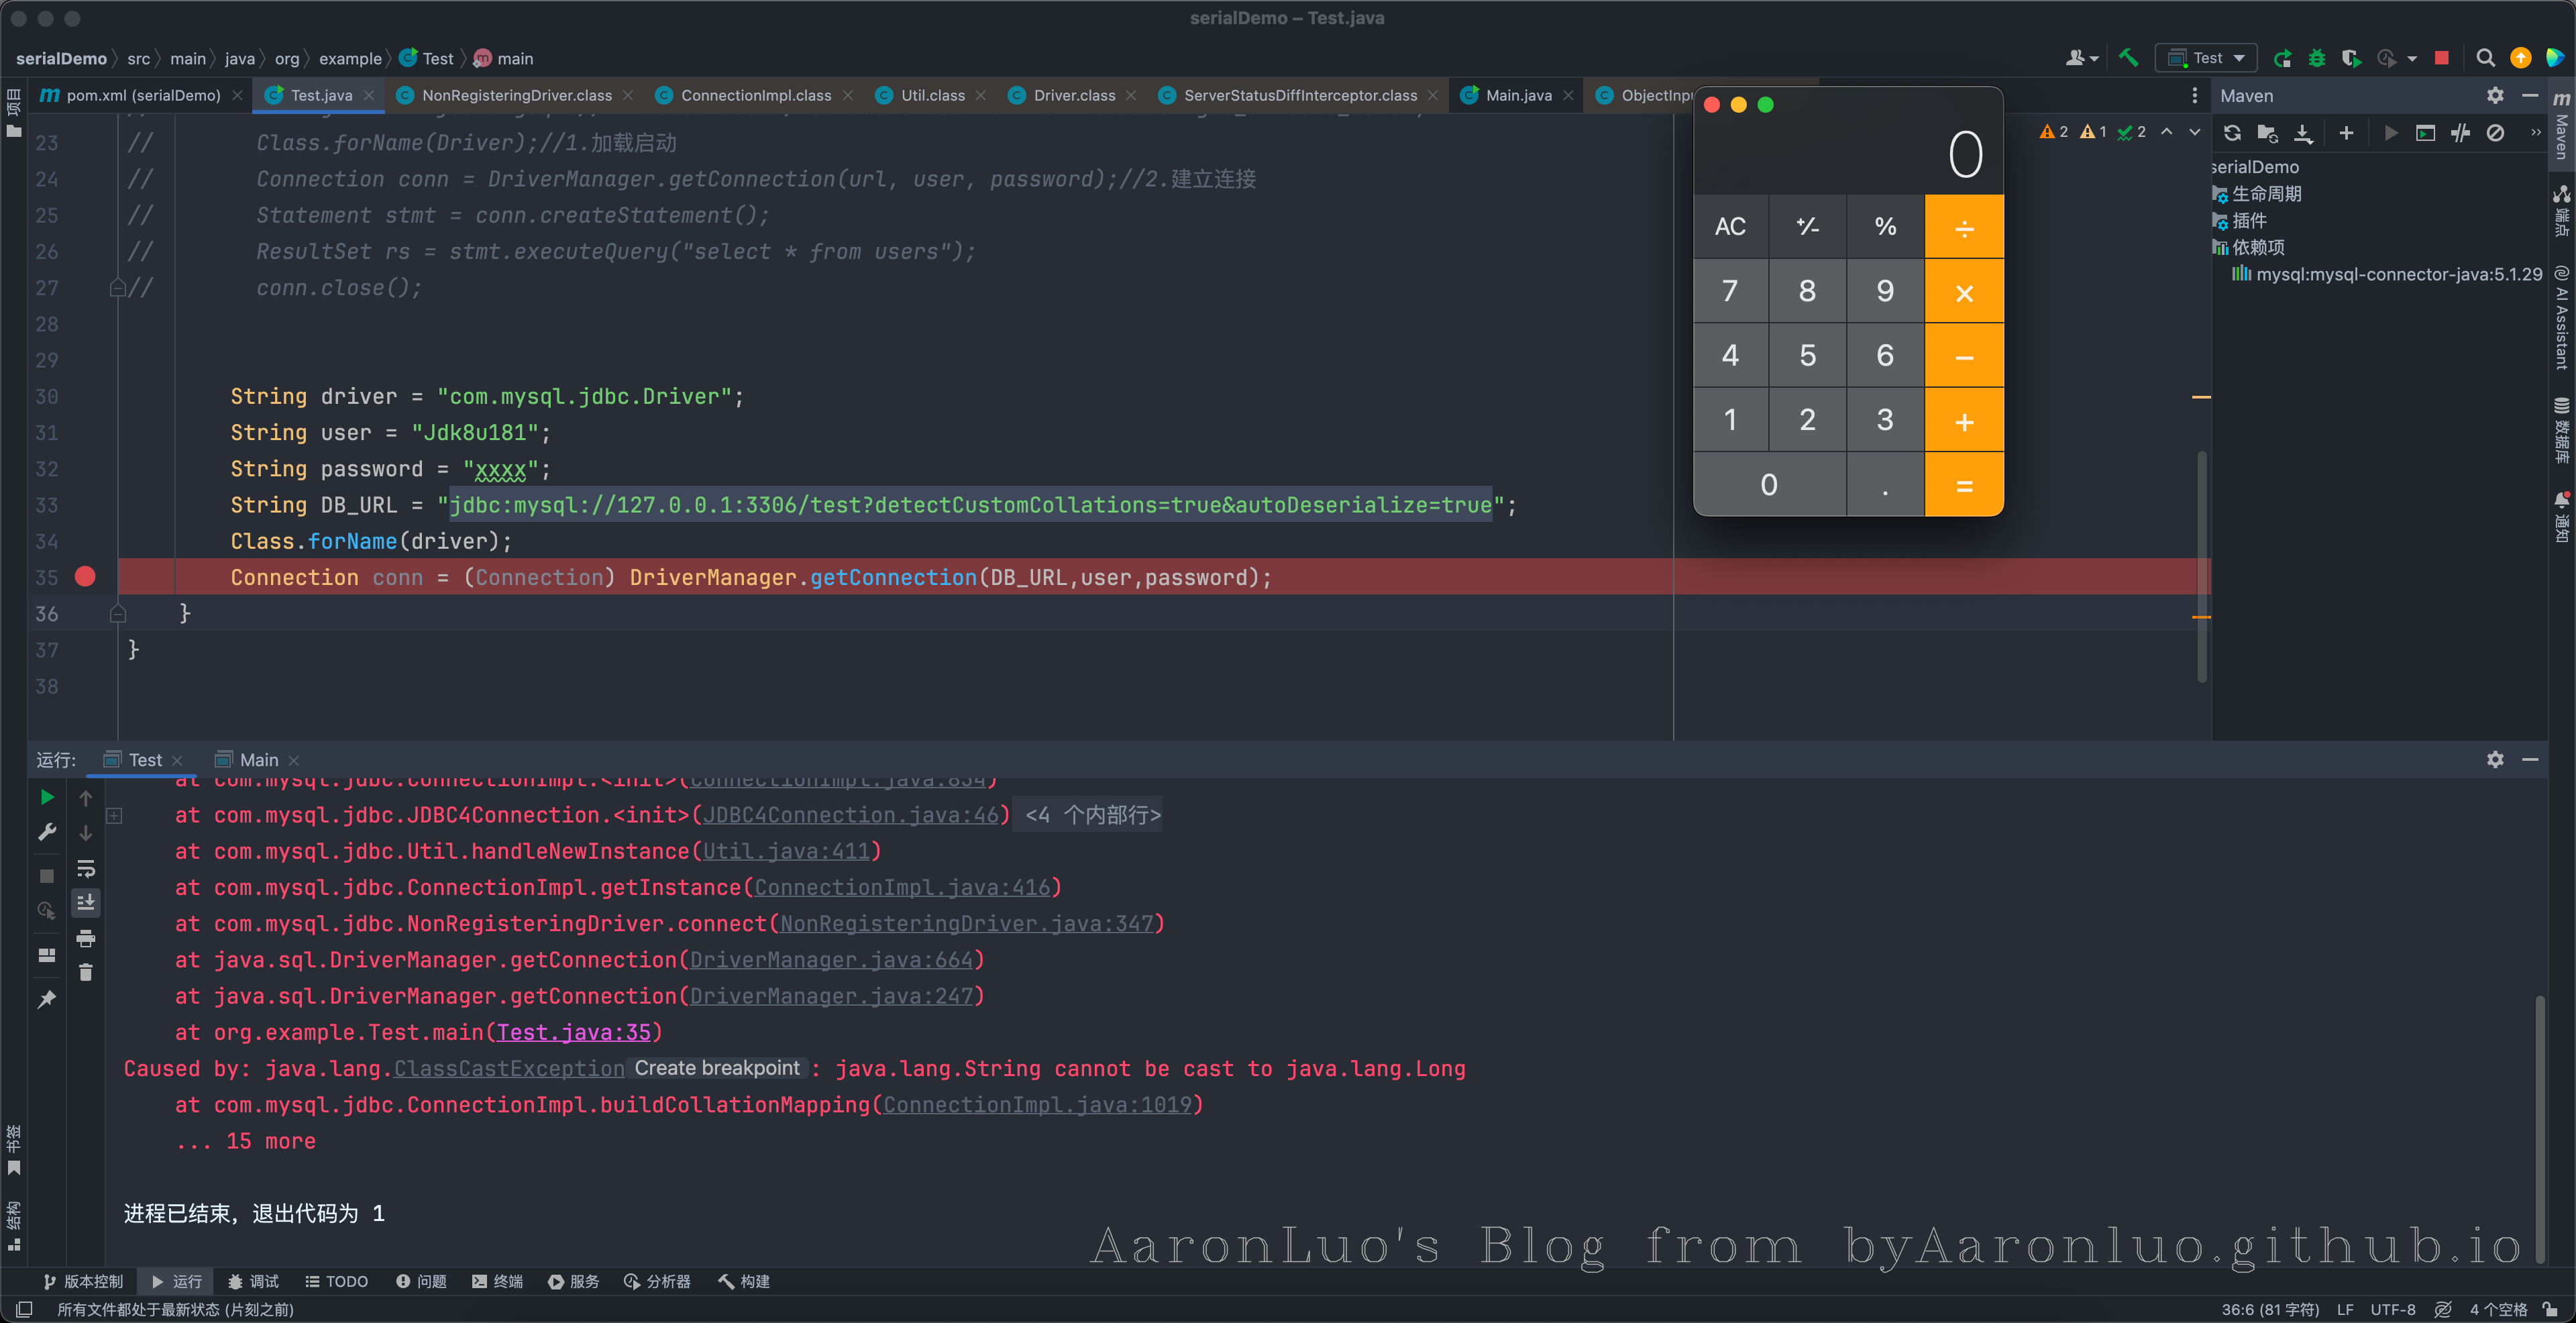 serialDemo – Test.java
serialDemo 〉 src 〉 main 〉 java 〉 org 〉 example 〉 Test 〉 main
Test
项目
pom.xml (serialDemo)
Test.java
NonRegisteringDriver.class
ConnectionImpl.class
Util.class
Driver.class
ServerStatusDiffInterceptor.class
Main.java
ObjectInpu
Maven
2 1 2
23 // Class.forName(Driver);//1.加载启动
24 // Connection conn = DriverManager.getConnection(url, user, password);//2.建立连接
25 // Statement stmt = conn.createStatement();
26 // ResultSet rs = stmt.executeQuery("select * from users");
27 // conn.close();
28
29
30 String driver = "com.mysql.jdbc.Driver";
31 String user = "Jdk8u181";
32 String password = "xxxx";
33 String DB_URL = "jdbc:mysql://127.0.0.1:3306/test?detectCustomCollations=true&autoDeserialize=true";
34 Class.forName(driver);
35 Connection conn = (Connection) DriverManager.getConnection(DB_URL,user,password);
36 }
37 }
38
0
AC +⁄- % ÷
7 8 9 ×
4 5 6 −
1 2 3 +
0 . =
serialDemo
生命周期
插件
依赖项
mysql:mysql-connector-java:5.1.29
Maven
端点
AI Assistant
数据库
通知
运行: Test Main
at com.mysql.jdbc.ConnectionImpl.<init>(ConnectionImpl.java:834)
at com.mysql.jdbc.JDBC4Connection.<init>(JDBC4Connection.java:46) <4 个内部行>
at com.mysql.jdbc.Util.handleNewInstance(Util.java:411)
at com.mysql.jdbc.ConnectionImpl.getInstance(ConnectionImpl.java:416)
at com.mysql.jdbc.NonRegisteringDriver.connect(NonRegisteringDriver.java:347)
at java.sql.DriverManager.getConnection(DriverManager.java:664)
at java.sql.DriverManager.getConnection(DriverManager.java:247)
at org.example.Test.main(Test.java:35)
Caused by: java.lang.ClassCastException Create breakpoint : java.lang.String cannot be cast to java.lang.Long
at com.mysql.jdbc.ConnectionImpl.buildCollationMapping(ConnectionImpl.java:1019)
... 15 more
进程已结束，退出代码为 1
书签
结构
AaronLuo's Blog from byAaronluo.github.io
版本控制 运行 调试 TODO 问题 终端 服务 分析器 构建
所有文件都处于最新状态 (片刻之前)
36:6 (81 字符) LF UTF-8 4 个空格